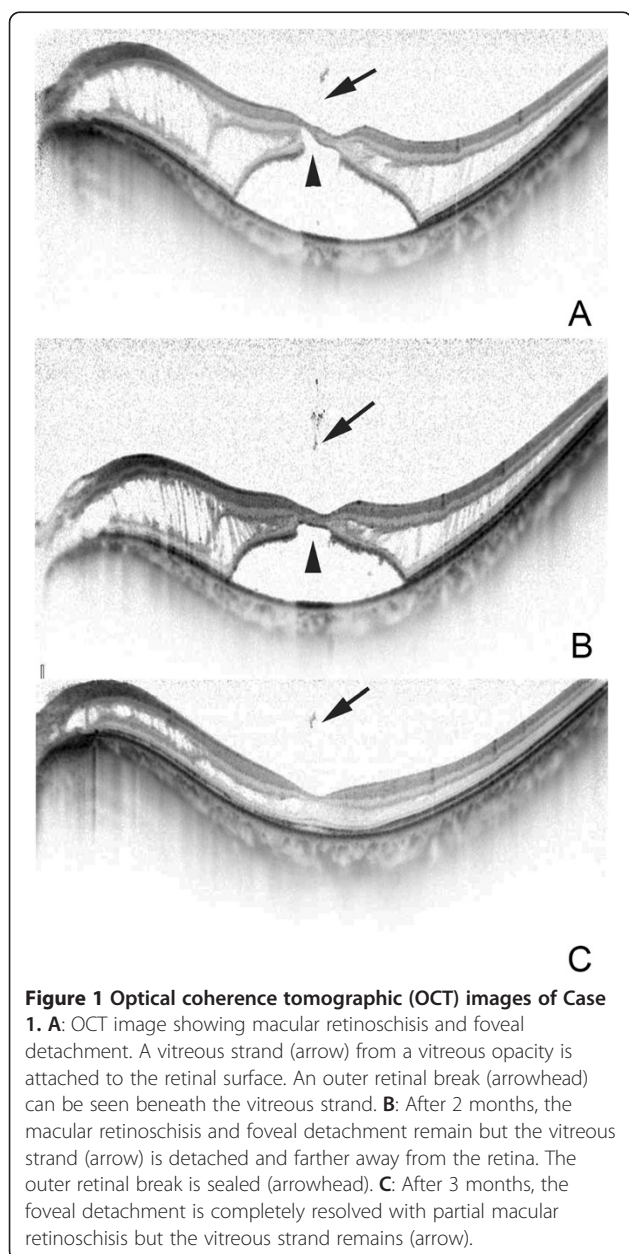 A
B
C
Figure 1 Optical coherence tomographic (OCT) images of Case
1. A: OCT image showing macular retinoschisis and foveal
detachment. A vitreous strand (arrow) from a vitreous opacity is
attached to the retinal surface. An outer retinal break (arrowhead)
can be seen beneath the vitreous strand. B: After 2 months, the
macular retinoschisis and foveal detachment remain but the vitreous
strand (arrow) is detached and farther away from the retina. The
outer retinal break is sealed (arrowhead). C: After 3 months, the
foveal detachment is completely resolved with partial macular
retinoschisis but the vitreous strand remains (arrow).